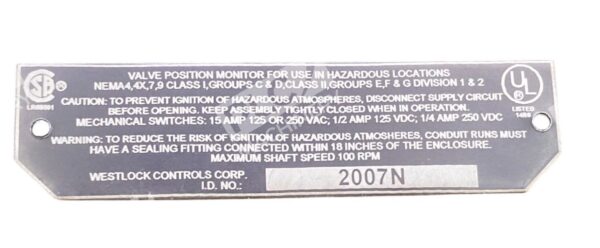 VALVE POSITION MONITOR FOR USE IN HAZARDOUS LOCATIONS
NEMA4,4X,7,9 CLASS I,GROUPS C & D,CLASS II,GROUPS E,F & G DIVISION 1 & 2
CAUTION: TO PREVENT IGNITION OF HAZARDOUS ATMOSPHERES, DISCONNECT SUPPLY CIRCUIT
BEFORE OPENING. KEEP ASSEMBLY TIGHTLY CLOSED WHEN IN OPERATION.
MECHANICAL SWITCHES: 15 AMP 125 OR 250 VAC; 1/2 AMP 125 VDC; 1/4 AMP 250 VDC
WARNING: TO REDUCE THE RISK OF IGNITION OF HAZARDOUS ATMOSHERES, CONDUIT RUNS MUST
HAVE A SEALING FITTING CONNECTED WITHIN 18 INCHES OF THE ENCLOSURE.
MAXIMUM SHAFT SPEED 100 RPM
WESTLOCK CONTROLS CORP.
I.D. NO.: 2007N
UL
LISTED